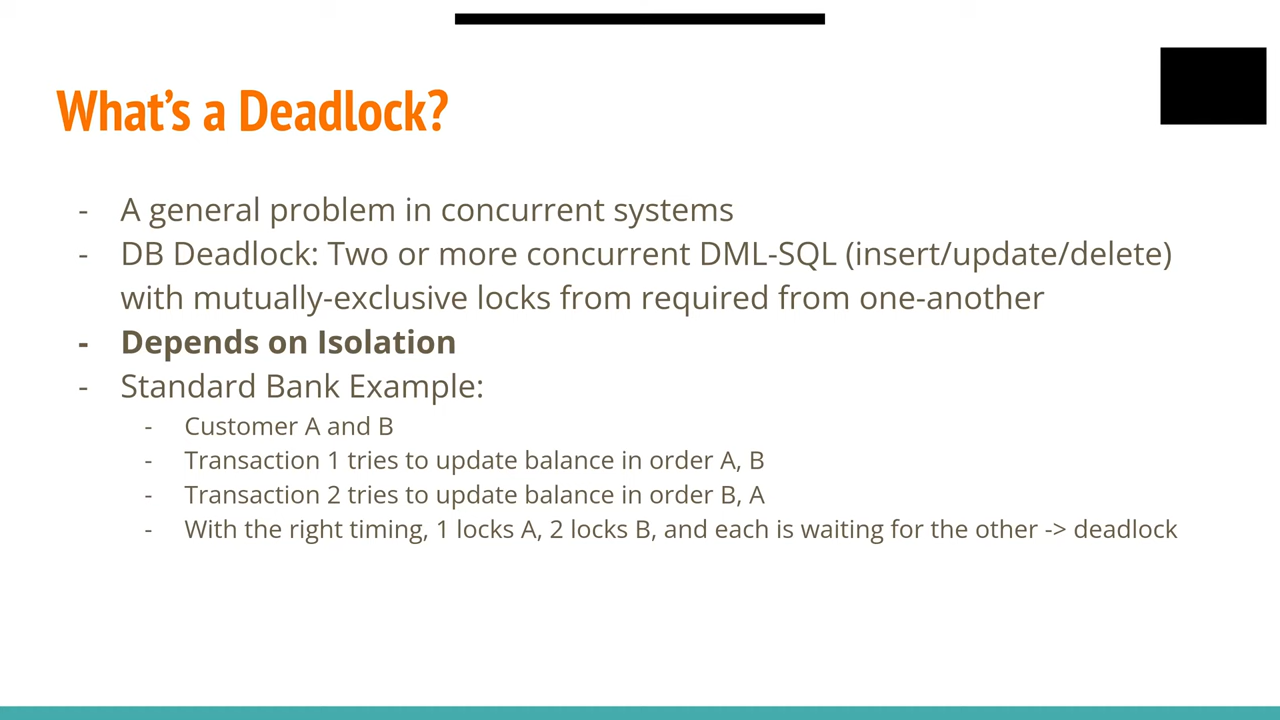 What's a Deadlock?
- A general problem in concurrent systems
- DB Deadlock: Two or more concurrent DML-SQL (insert/update/delete)
with mutually-exclusive locks from required from one-another
- Depends on Isolation
- Standard Bank Example:
- Customer A and B
- Transaction 1 tries to update balance in order A, B
- Transaction 2 tries to update balance in order B, A
- With the right timing, 1 locks A, 2 locks B, and each is waiting for the other -> deadlock